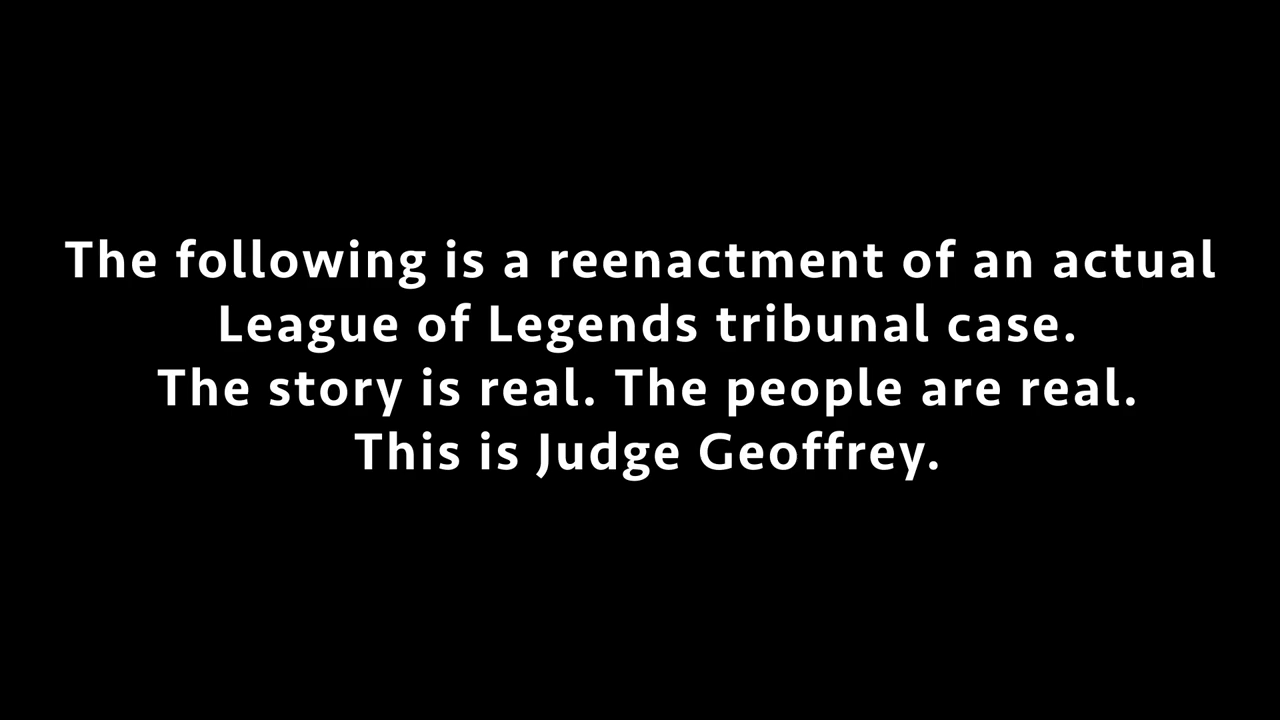 The following is a reenactment of an actual
League of Legends tribunal case.
The story is real. The people are real.
This is Judge Geoffrey.